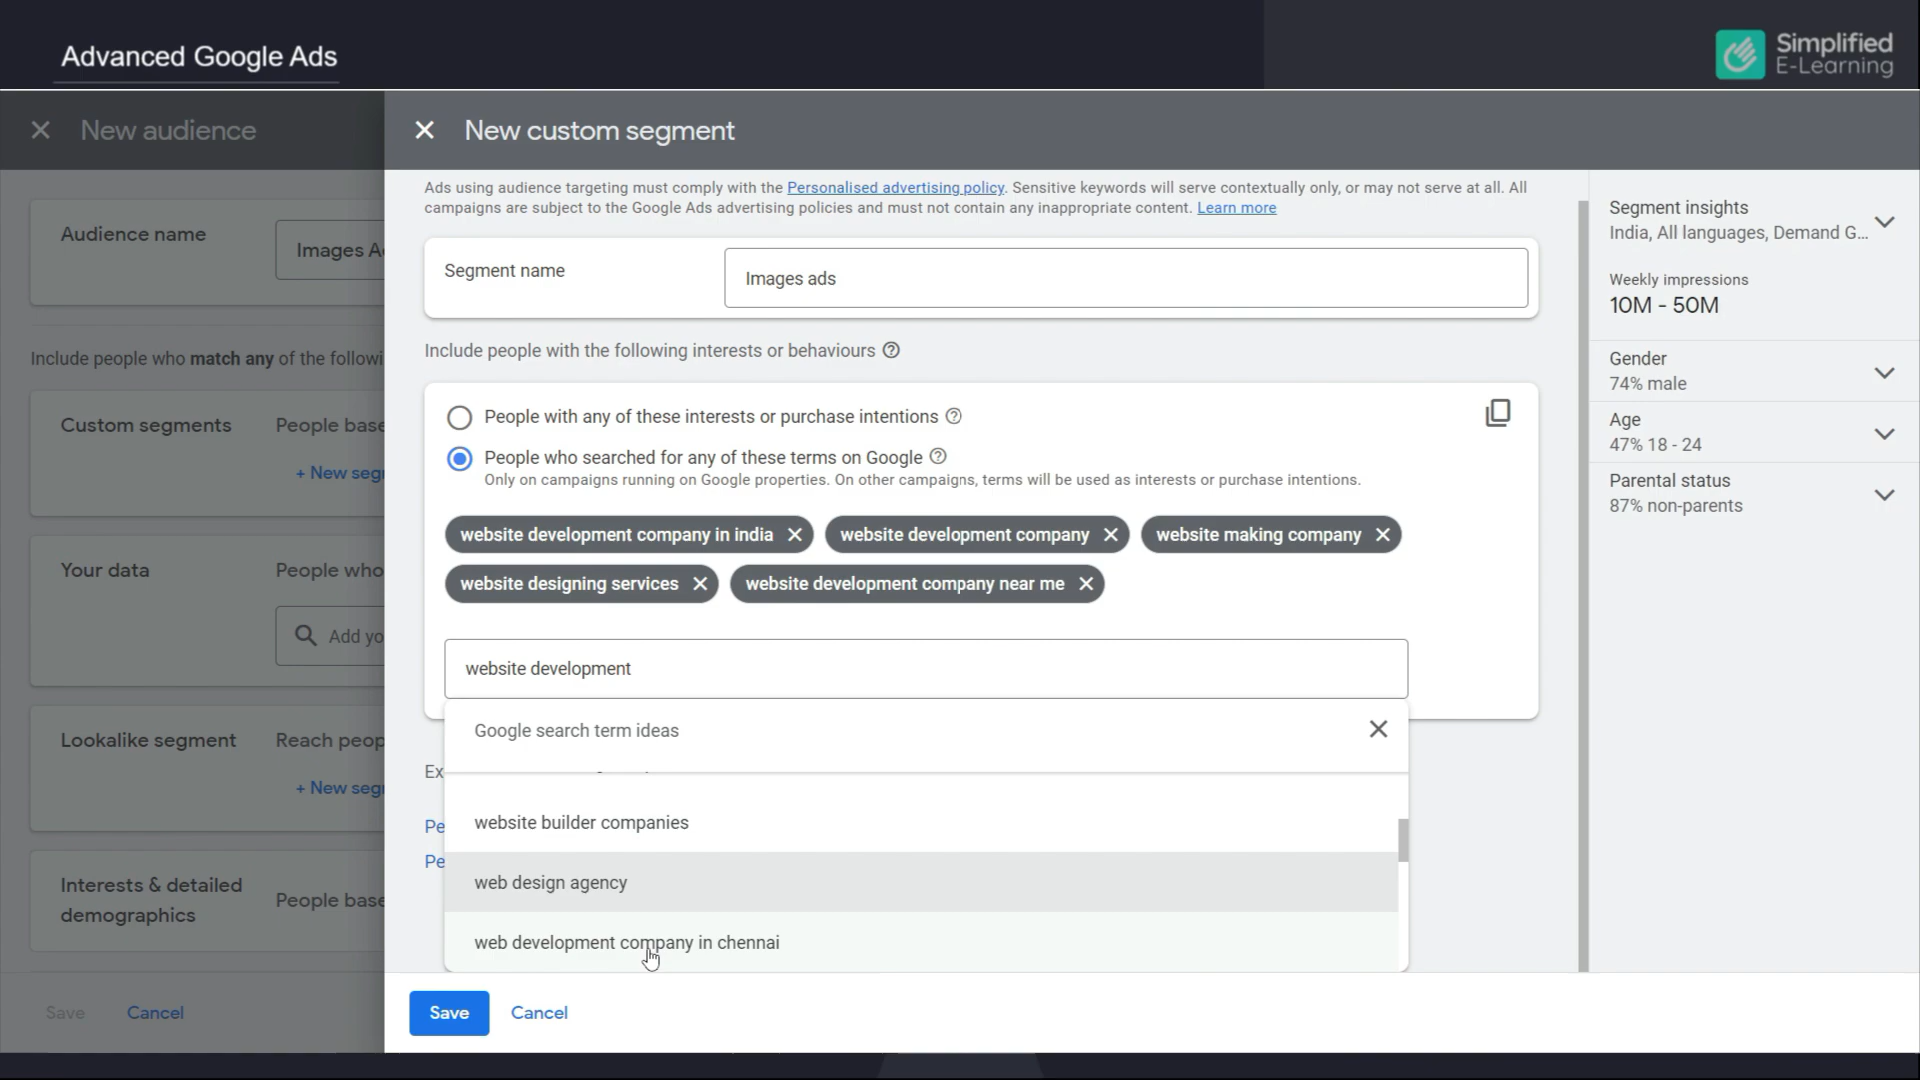 Advanced Google Ads
Simplified
E-Learning
New audience
New custom segment
Ads using audience targeting must comply with the Personalised advertising policy. Sensitive keywords will serve contextually only, or may not serve at all. All
campaigns are subject to the Google Ads advertising policies and must not contain any inappropriate content. Learn more
Audience name
Images A
Segment name
Images ads
Include people who match any of the followi
Include people with the following interests or behaviours
Custom segments
People base
+ New seg
People with any of these interests or purchase intentions
People who searched for any of these terms on Google
Only on campaigns running on Google properties. On other campaigns, terms will be used as interests or purchase intentions.
website development company in india
website development company
website making company
website designing services
website development company near me
Your data
People who
Add yo
website development
Google search term ideas
website builder companies
web design agency
web development company in chennai
Lookalike segment
Reach peop
+ New seg
Ex
Pe
Pe
Interests & detailed
demographics
People base
Save
Cancel
Save
Cancel
Segment insights
India, All languages, Demand G...
Weekly impressions
10M - 50M
Gender
74% male
Age
47% 18 - 24
Parental status
87% non-parents